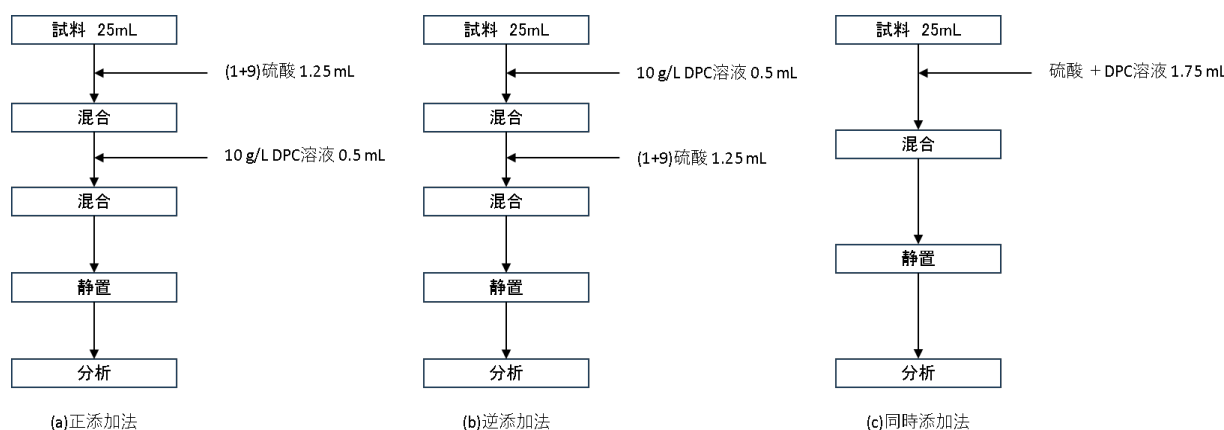 試料 25mL
(1+9)硫酸 1.25 mL
混合
10 g/L DPC溶液 0.5 mL
混合
静置
分析
(a)正添加法
試料 25mL
10 g/L DPC溶液 0.5 mL
混合
(1+9)硫酸 1.25 mL
混合
静置
分析
(b)逆添加法
試料 25mL
硫酸 +DPC溶液 1.75 mL
混合
静置
分析
(c)同時添加法